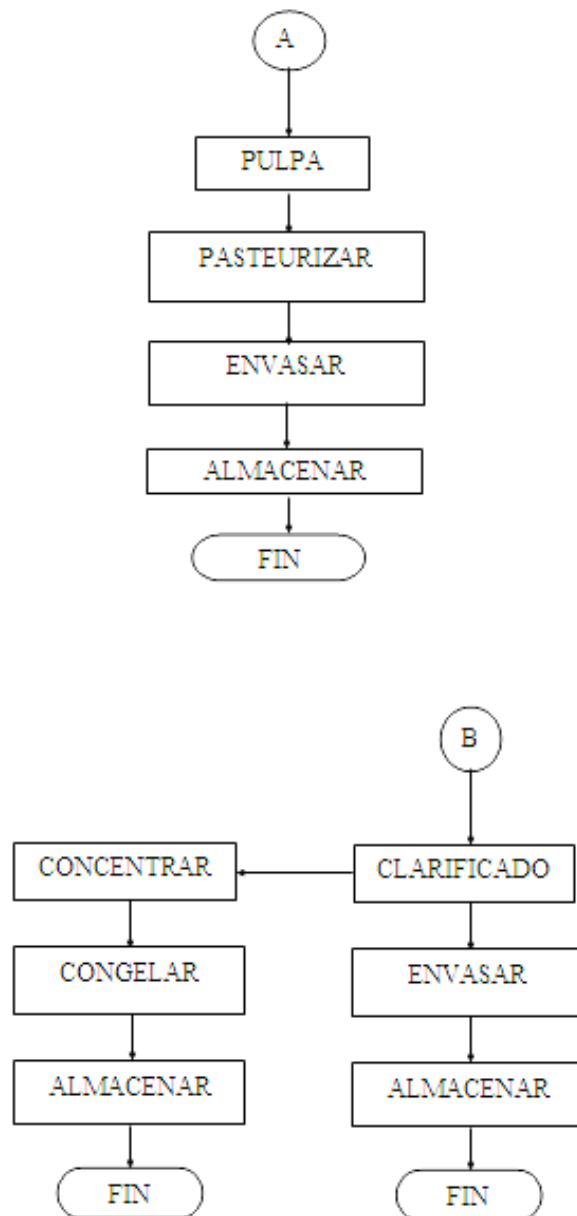 A
PULPA
PASTEURIZAR
ENVASAR
ALMACENAR
FIN
B
CONCENTRAR
CLARIFICADO
CONGELAR
ENVASAR
ALMACENAR
ALMACENAR
FIN
FIN